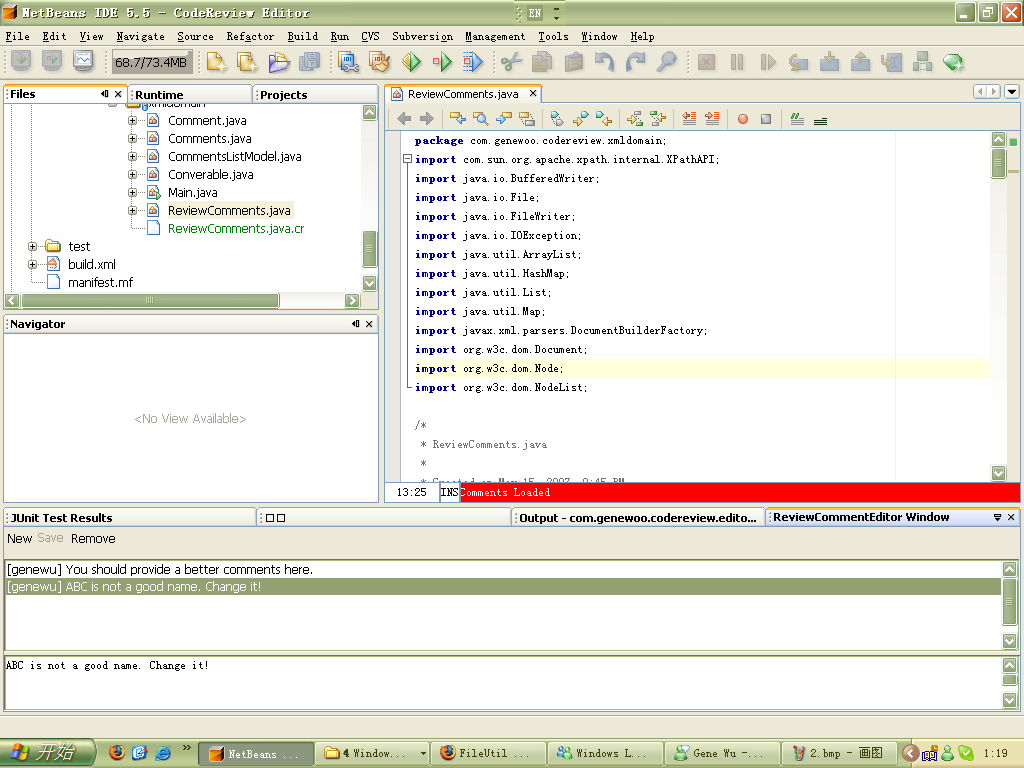 NetBeans IDE 5.5 - CodeReview Editor
EN
File Edit View Navigate Source Refactor Build Run CVS Subversion Management Tools Window Help
68.7/73.4MB
Files Runtime Projects
xmldomain
Comment.java
Comments.java
CommentsListModel.java
Converable.java
Main.java
ReviewComments.java
ReviewComments.java.cr
test
build.xml
manifest.mf
Navigator
<No View Available>
ReviewComments.java
package com.genewoo.codereview.xmldomain;
import com.sun.org.apache.xpath.internal.XPathAPI;
import java.io.BufferedWriter;
import java.io.File;
import java.io.FileWriter;
import java.io.IOException;
import java.util.ArrayList;
import java.util.HashMap;
import java.util.List;
import java.util.Map;
import javax.xml.parsers.DocumentBuilderFactory;
import org.w3c.dom.Document;
import org.w3c.dom.Node;
import org.w3c.dom.NodeList;
/*
* ReviewComments.java
*
13:25 INS Comments Loaded
JUnit Test Results
Output - com.genewoo.codereview.edito...
ReviewCommentEditor Window
New Save Remove
[genewu] You should provide a better comments here.
[genewu] ABC is not a good name. Change it!
ABC is not a good name. Change it!
开始 » NetBeans ... 4 Window... FileUtil ... Windows L... Gene Wu -... 2.bmp - 画图 1:19